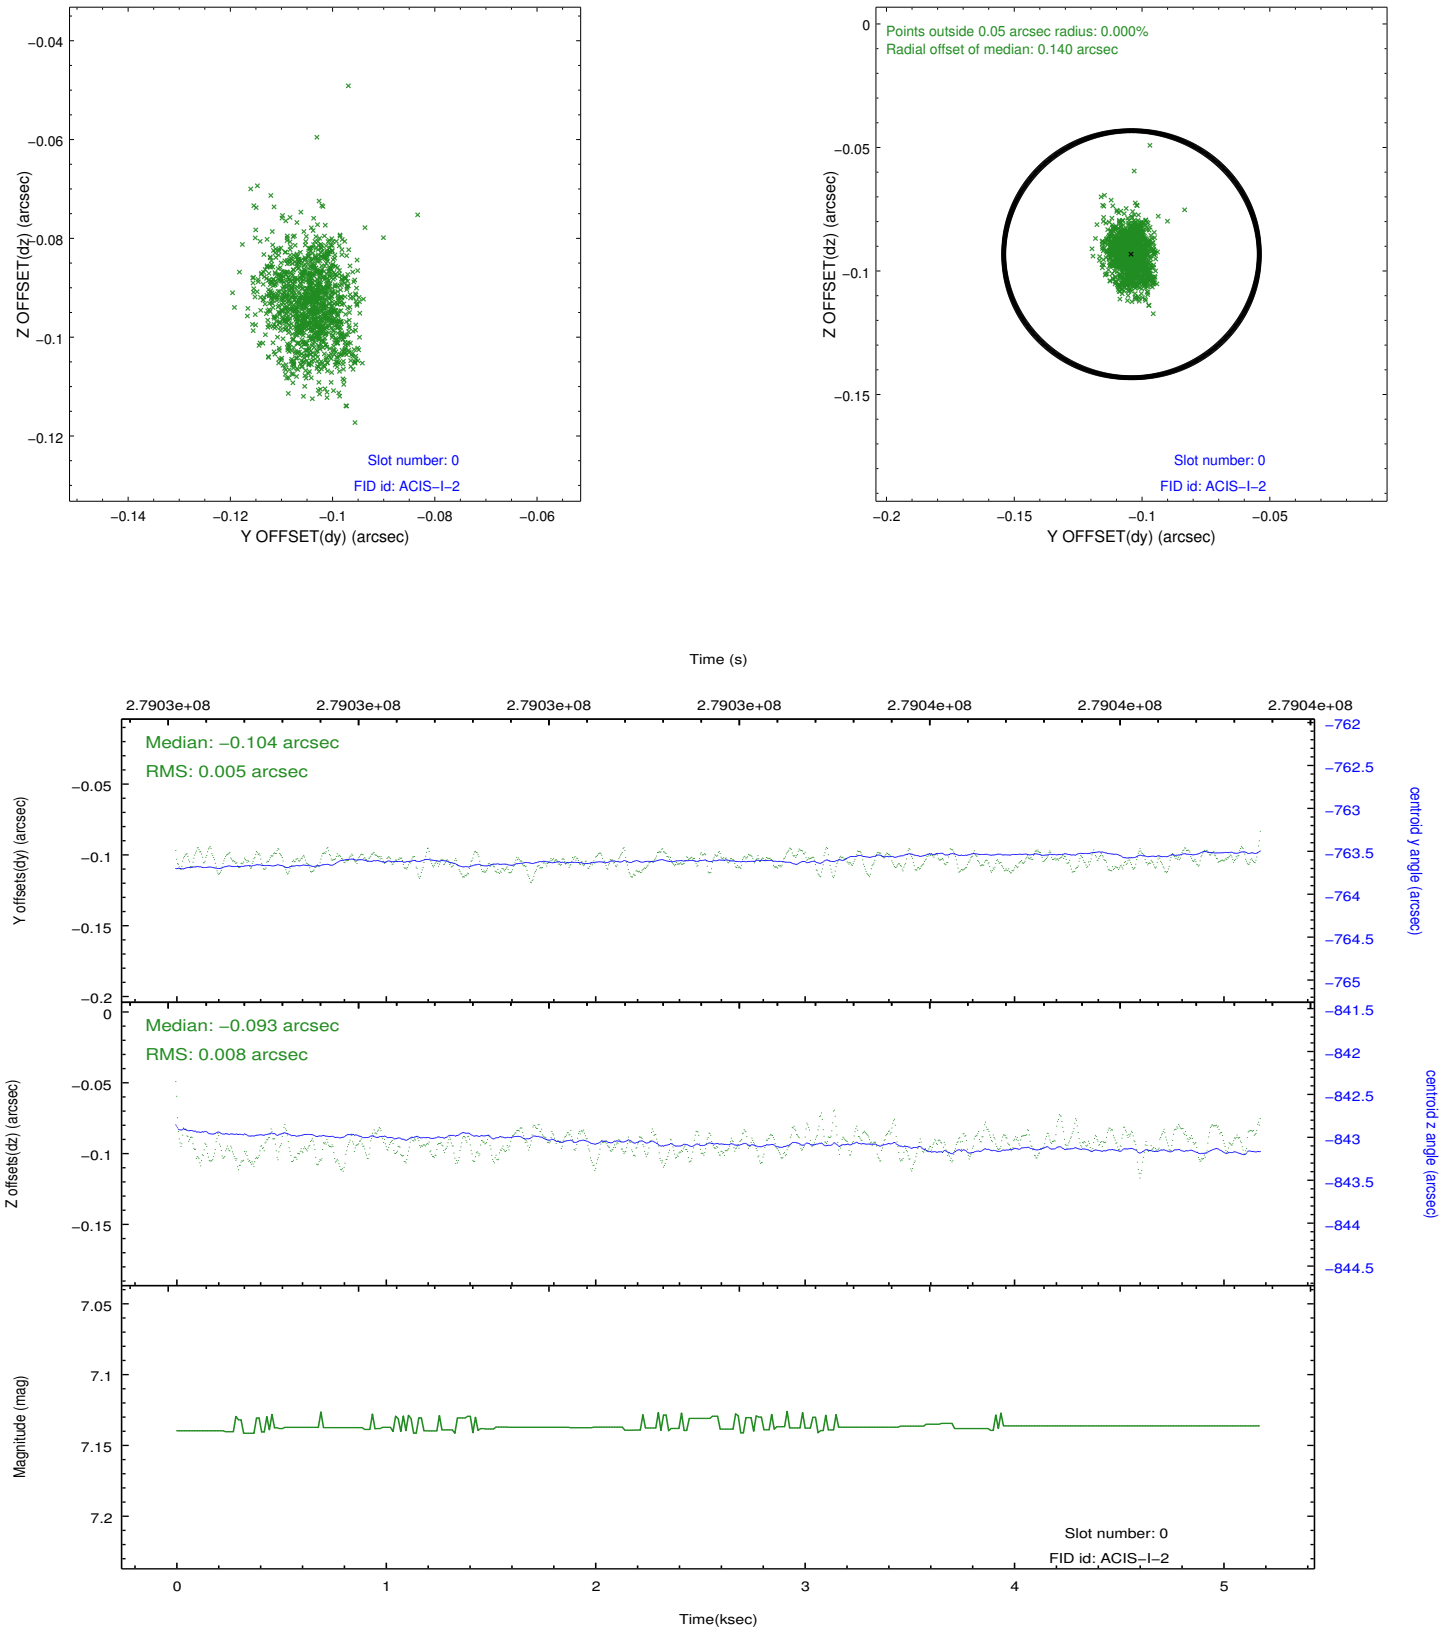 −0.04
−0.06
−0.08
−0.1
−0.12
Z OFFSET(dz) (arcsec)
Slot number: 0
FID id: ACIS−I−2
−0.14 −0.12 −0.1 −0.08 −0.06
Y OFFSET(dy) (arcsec)
Points outside 0.05 arcsec radius: 0.000%
Radial offset of median: 0.140 arcsec
0
−0.05
−0.1
−0.15
Z OFFSET(dz) (arcsec)
Slot number: 0
FID id: ACIS−I−2
−0.2 −0.15 −0.1 −0.05
Y OFFSET(dy) (arcsec)
Time (s)
2.7903e+08 2.7903e+08 2.7903e+08 2.7903e+08 2.7904e+08 2.7904e+08 2.7904e+08
Median: −0.104 arcsec
RMS: 0.005 arcsec
−0.05
−0.1
−0.15
−0.2
Y offsets(dy) (arcsec)
−762
−762.5
−763
−763.5
−764
−764.5
−765
centroid y angle (arcsec)
Median: −0.093 arcsec
RMS: 0.008 arcsec
0
−0.05
−0.1
−0.15
Z offsets(dz) (arcsec)
−841.5
−842
−842.5
−843
−843.5
−844
−844.5
centroid z angle (arcsec)
7.05
7.1
7.15
7.2
Magnitude (mag)
Slot number: 0
FID id: ACIS−I−2
0 1 2 3 4 5
Time(ksec)